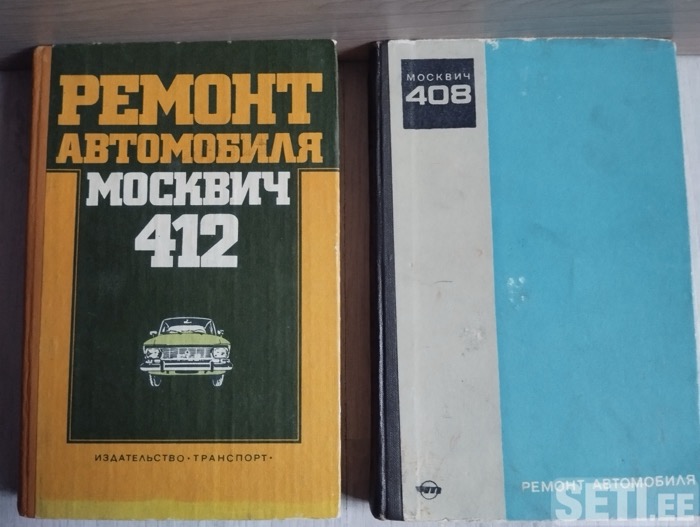 РЕМОНТ
АВТОМОБИЛЯ
МОСКВИЧ
412
ИЗДАТЕЛЬСТВО · ТРАНСПОРТ ·
МОСКВИЧ
408
РЕМОНТ АВТОМОБИЛЯ
SETI.EE